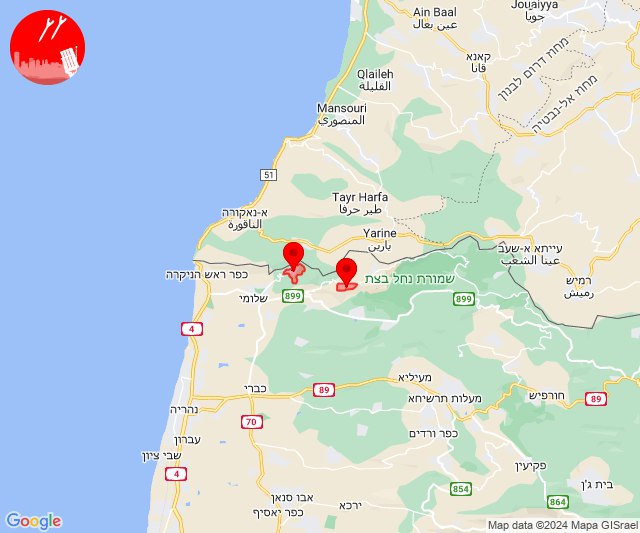 Jouaiyya
جويا
Ain Baal
عين بعال
קאנא
قانا
מחוז דרום לבנון
Qlaileh
القليله
מחוז אל-נבטיה
Mansouri
المنصوري
51
Tayr Harfa
طير حرفا
א-נאקורה
الناقورة
Yarine
يارين
עייתא א-שעב
عيتا الشعب
כפר ראש הניקרה
שמורת נחל בצת
רמיש
رميش
שלומי
899
899
4
מעיליא
כברי
89
89
חורפיש
מעלות תרשיחא
נהריה
70
כפר ורדים
עברון
שבי ציון
פקיעין
4
854
בית ג'ן
864
אבו סנאן
ירכא
כפר יאסיף
Google
Map data ©2024 Mapa GISrael